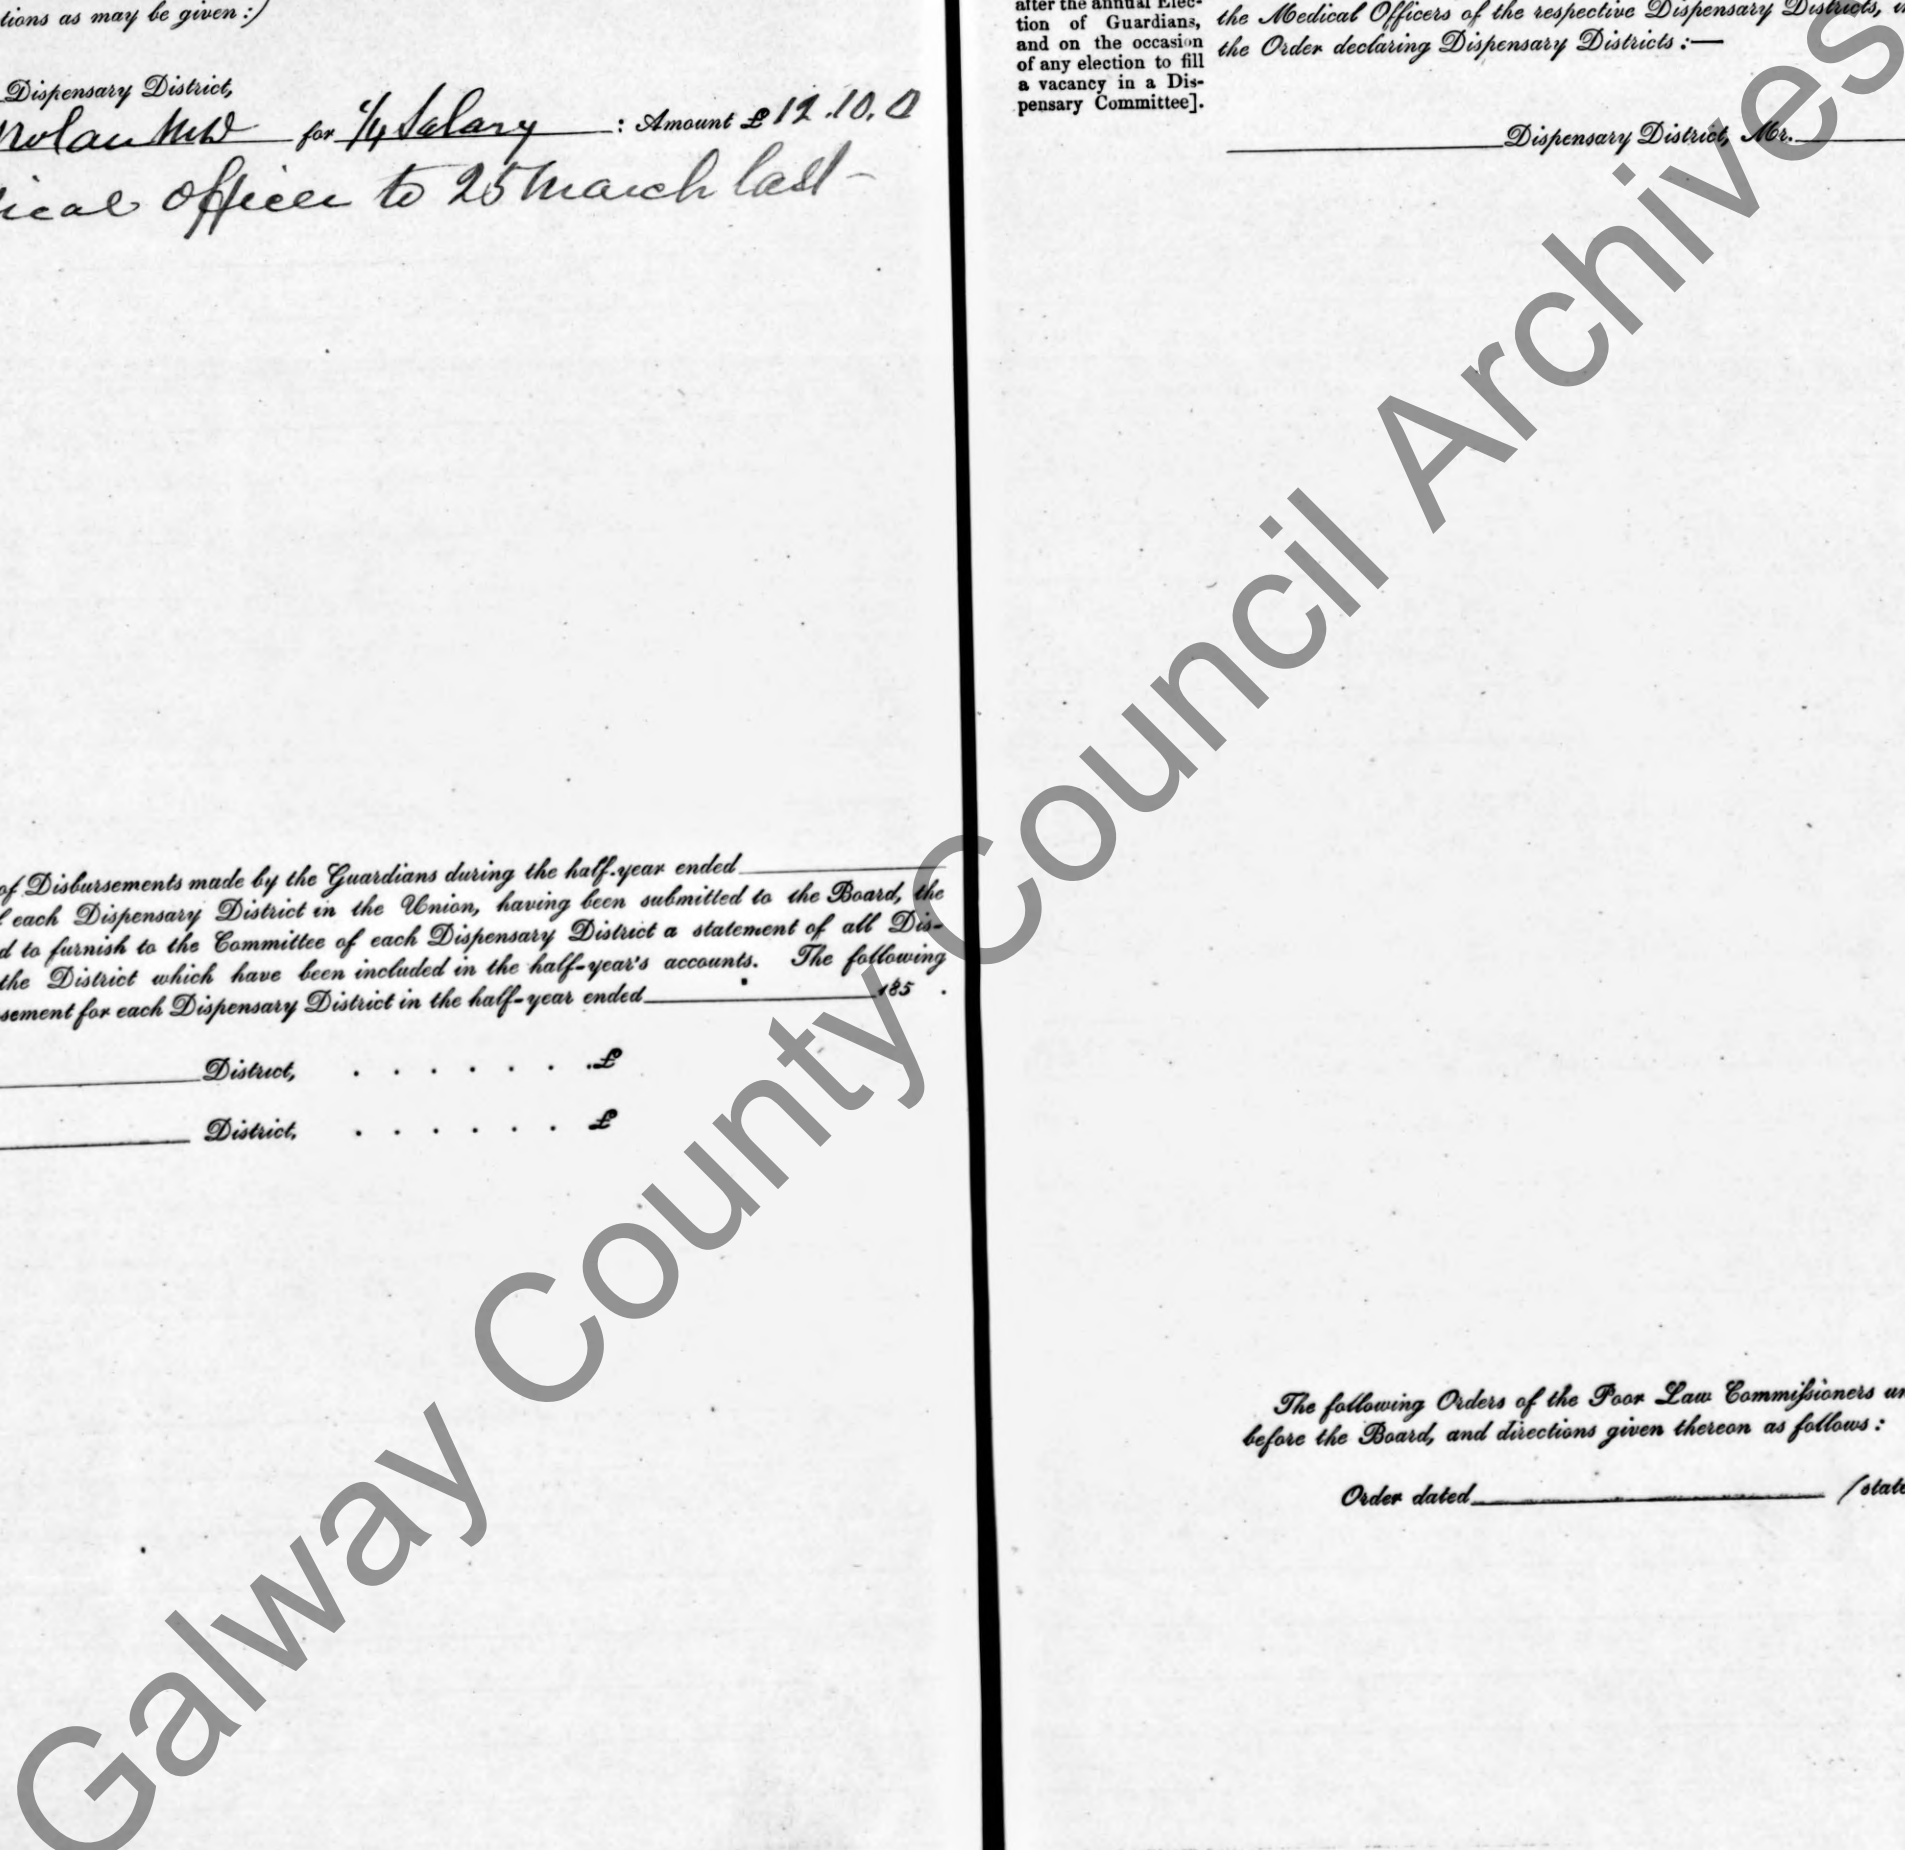 tions as may be given :)
Dispensary District,
Nolan MD for 1/4 Salary : Amount £ 12.10.0
ical officer to 25 March last-
of Disbursements made by the Guardians during the half-year ended
each Dispensary District in the Union, having been submitted to the Board, the
d to furnish to the Committee of each Dispensary District a statement of all Dis-
the District which have been included in the half-year's accounts. The following
sement for each Dispensary District in the half-year ended 185 .
District, . . . . . . . £
District, . . . . . . £
after the annual Elec-
tion of Guardians,
and on the occasion
of any election to fill
a vacancy in a Dis-
pensary Committee].
the Medical Officers of the respective Dispensary Districts,
the Order declaring Dispensary Districts :—
Dispensary District, Mr.
The following Orders of the Poor Law Commissioners un
before the Board, and directions given thereon as follows :
Order dated (state
Galway County Council Archives